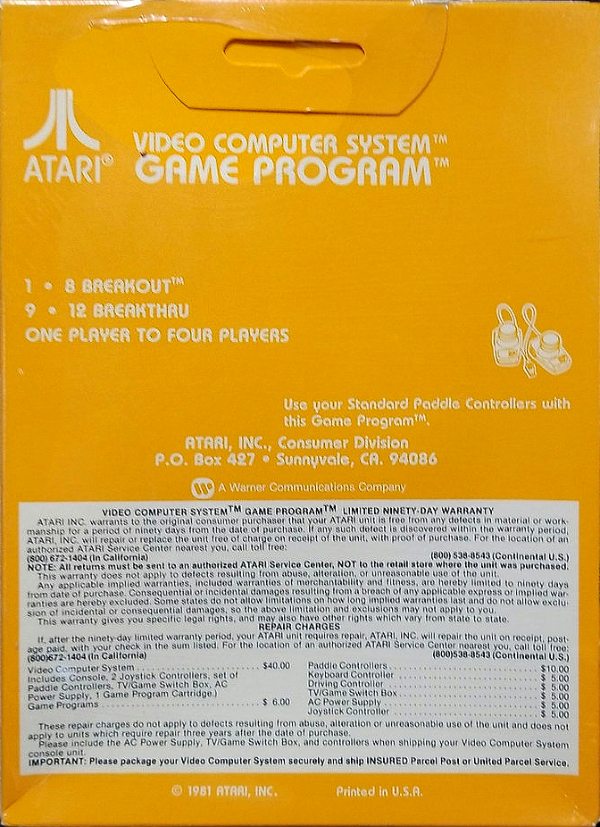 ATARI®
VIDEO COMPUTER SYSTEM™
GAME PROGRAM™
1 • 8 BREAKOUT™
9 • 12 BREAKTHRU
ONE PLAYER TO FOUR PLAYERS
Use your Standard Paddle Controllers with
this Game Program™.
ATARI, INC., Consumer Division
P.O. Box 427 • Sunnyvale, CA. 94086
A Warner Communications Company
VIDEO COMPUTER SYSTEM™ GAME PROGRAM™ LIMITED NINETY-DAY WARRANTY
ATARI INC. warrants to the original consumer purchaser that your ATARI unit is free from any defects in material or work-
manship for a period of ninety days from the date of purchase. If any such defect is discovered within the warranty period,
ATARI, INC. will repair or replace the unit free of charge on receipt of the unit, with proof of purchase. For the location of an
authorized ATARI Service Center nearest you, call toll free:
(800) 672-1404 (In California) (800) 538-8543 (Continental U.S.)
NOTE: All returns must be sent to an authorized ATARI Service Center, NOT to the retail store where the unit was purchased.
This warranty does not apply to defects resulting from abuse, alteration, or unreasonable use of the unit.
Any applicable implied warranties, included warranties of merchantability and fitness, are hereby limited to ninety days
from date of purchase. Consequential or incidental damages resulting from a breach of any applicable express or implied war-
ranties are hereby excluded. Some states do not allow limitations on how long implied warranties last and do not allow exclu-
sion of incidental or consequential damages, so the above limitation and exclusions may not apply to you.
This warranty gives you specific legal rights, and you may also have other rights which vary from state to state.
REPAIR CHARGES
If, after the ninety-day limited warranty period, your ATARI unit requires repair, ATARI, INC. will repair the unit on receipt, post-
age paid, with your check in the sum listed. For the location of an authorized ATARI Service Center nearest you, call toll free:
(800)672-1404 (In California) (800)538-8543 (Continental U.S.)
Video Computer System . . . . . . . . . . . . . . . . . . . . $40.00
Includes Console, 2 Joystick Controllers, set of
Paddle Controllers, TV/Game Switch Box, AC
Power Supply, 1 Game Program Cartridge.)
Game Programs . . . . . . . . . . . . . . . . . . . . . . . . . . $ 6.00
Paddle Controllers . . . . . . . . . . . . . . . . . . . . . . . . $10.00
Keyboard Controller . . . . . . . . . . . . . . . . . . . . . . . $ 5.00
Driving Controller . . . . . . . . . . . . . . . . . . . . . . . . . $ 5.00
TV/Game Switch Box . . . . . . . . . . . . . . . . . . . . . . $ 5.00
AC Power Supply . . . . . . . . . . . . . . . . . . . . . . . . . $ 5.00
Joystick Controller . . . . . . . . . . . . . . . . . . . . . . . . $ 5.00
These repair charges do not apply to defects resulting from abuse, alteration or unreasonable use of the unit and does not
apply to units which require repair three years after the date of purchase.
Please include the AC Power Supply, TV/Game Switch Box, and controllers when shipping your Video Computer System
console unit.
IMPORTANT: Please package your Video Computer System securely and ship INSURED Parcel Post or United Parcel Service.
© 1981 ATARI, INC. Printed in U.S.A.